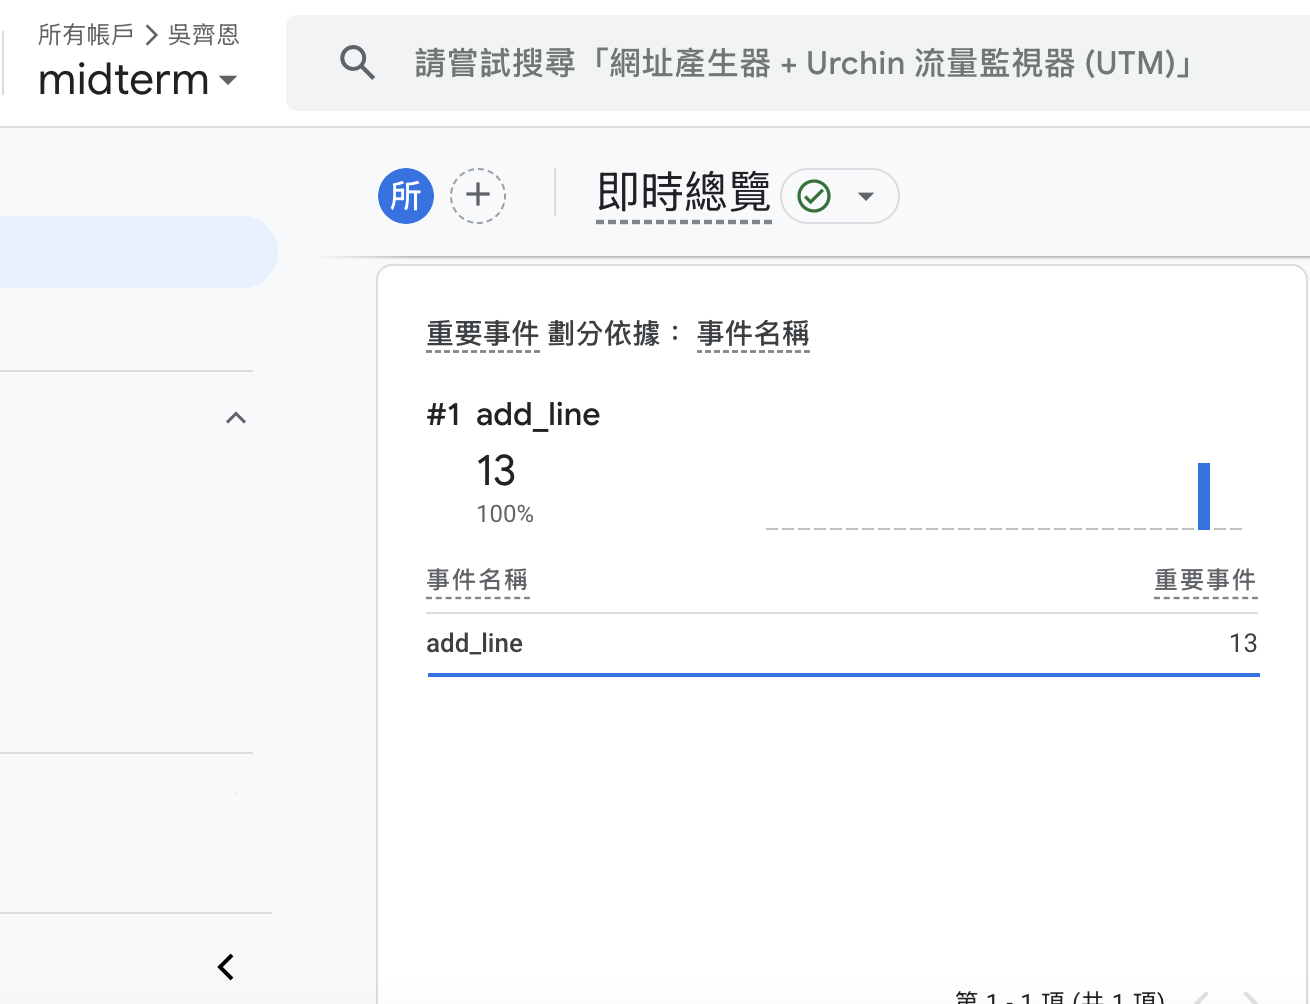 所有帳戶 > 吳齊恩
midterm
請嘗試搜尋「網址產生器 + Urchin 流量監視器 (UTM)」
所
即時總覽
重要事件 劃分依據： 事件名稱
#1 add_line
13
100%
事件名稱 重要事件
add_line 13
第 1 - 1 項 (共 1 項)